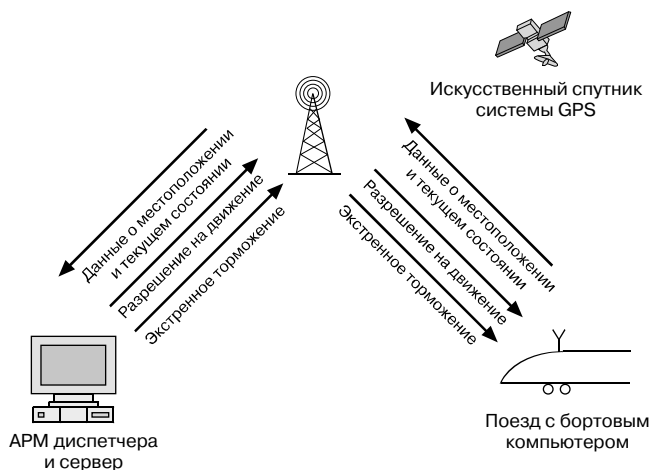 Искусственный спутник
системы GPS
Данные о местоположении
и текущем состоянии
Разрешение на движение
Экстренное торможение
Данные о местоположении
и текущем состоянии
Разрешение на движение
Экстренное торможение
АРМ диспетчера
и сервер
Поезд с бортовым
компьютером